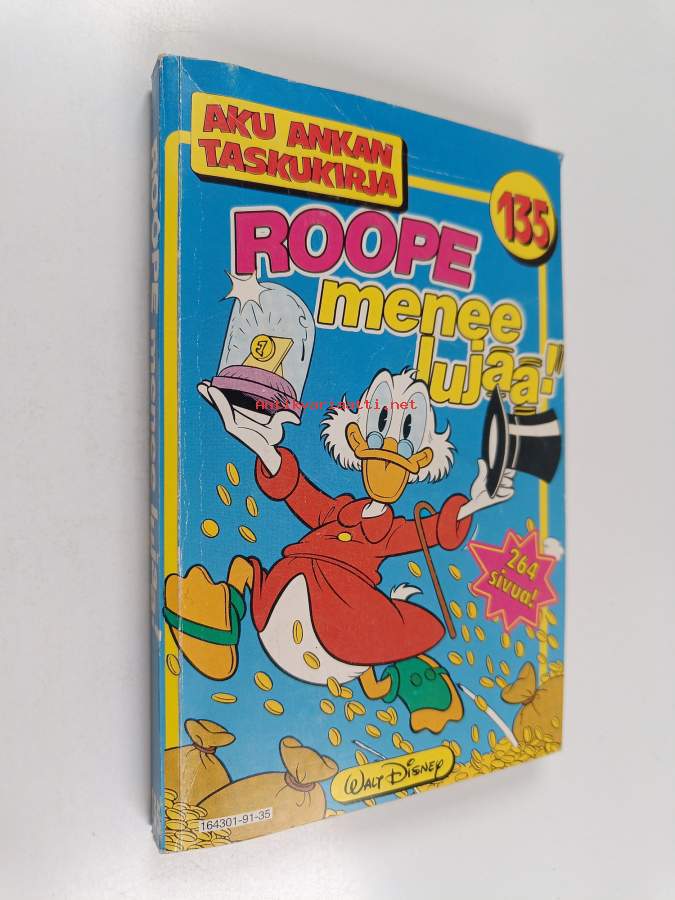 AKU ANKAN
TASKUKIRJA
135
ROOPE
menee
lujaa!
1
Antikvariaatti.net
264
sivua!
WALT DISNEY
164301-91-35
ROOPE menee lujaa!